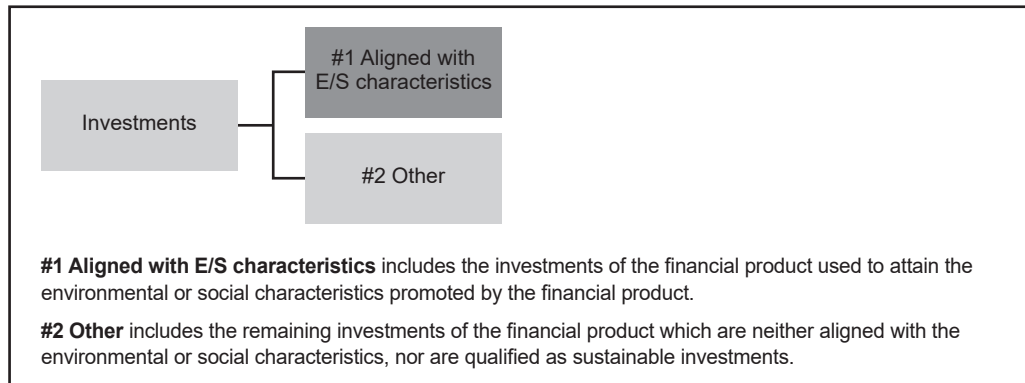 #1 Aligned with
E/S characteristics
Investments
#2 Other
#1 Aligned with E/S characteristics includes the investments of the financial product used to attain the
environmental or social characteristics promoted by the financial product.
#2 Other includes the remaining investments of the financial product which are neither aligned with the
environmental or social characteristics, nor are qualified as sustainable investments.